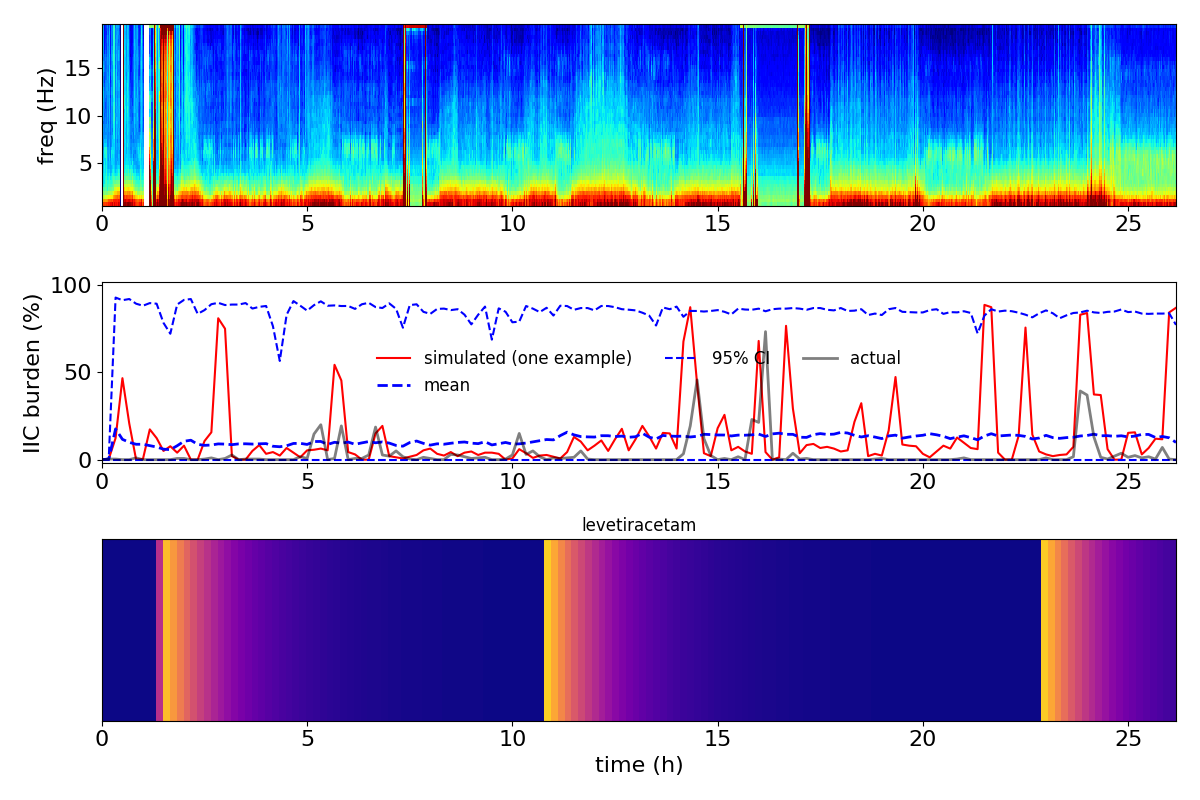 freq (Hz)
15
10
5
0 5 10 15 20 25
IIC burden (%)
100
50
0
simulated (one example) 95% CI actual
mean
0 5 10 15 20 25
levetiracetam
0 5 10 15 20 25
time (h)